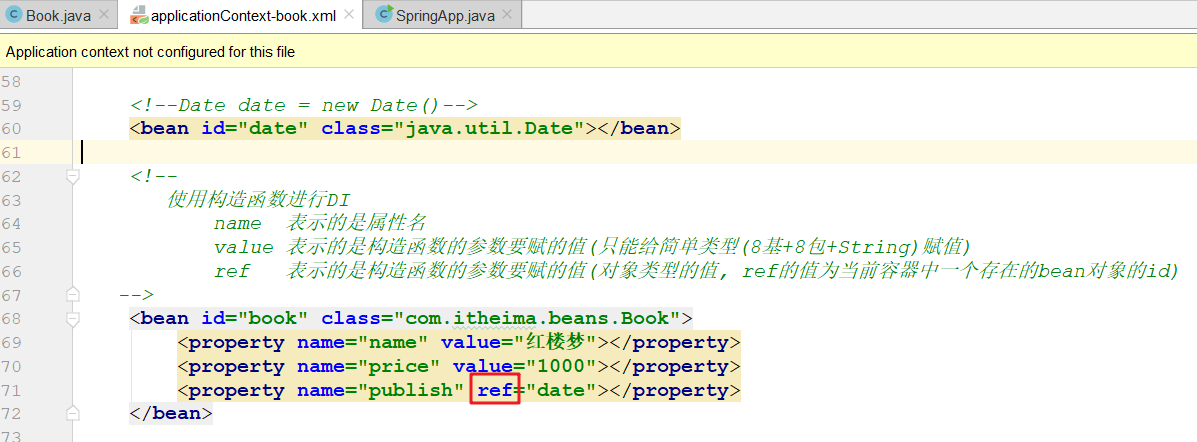 Book.java applicationContext-book.xml SpringApp.java
Application context not configured for this file
58
59 <!--Date date = new Date()-->
60 <bean id="date" class="java.util.Date"></bean>
61
62 <!--
63 使用构造函数进行DI
64 name 表示的是属性名
65 value 表示的是构造函数的参数要赋的值(只能给简单类型(8基+8包+String)赋值)
66 ref 表示的是构造函数的参数要赋的值(对象类型的值, ref的值为当前容器中一个存在的bean对象的id)
67 -->
68 <bean id="book" class="com.itheima.beans.Book">
69 <property name="name" value="红楼梦"></property>
70 <property name="price" value="1000"></property>
71 <property name="publish" ref="date"></property>
72 </bean>
73